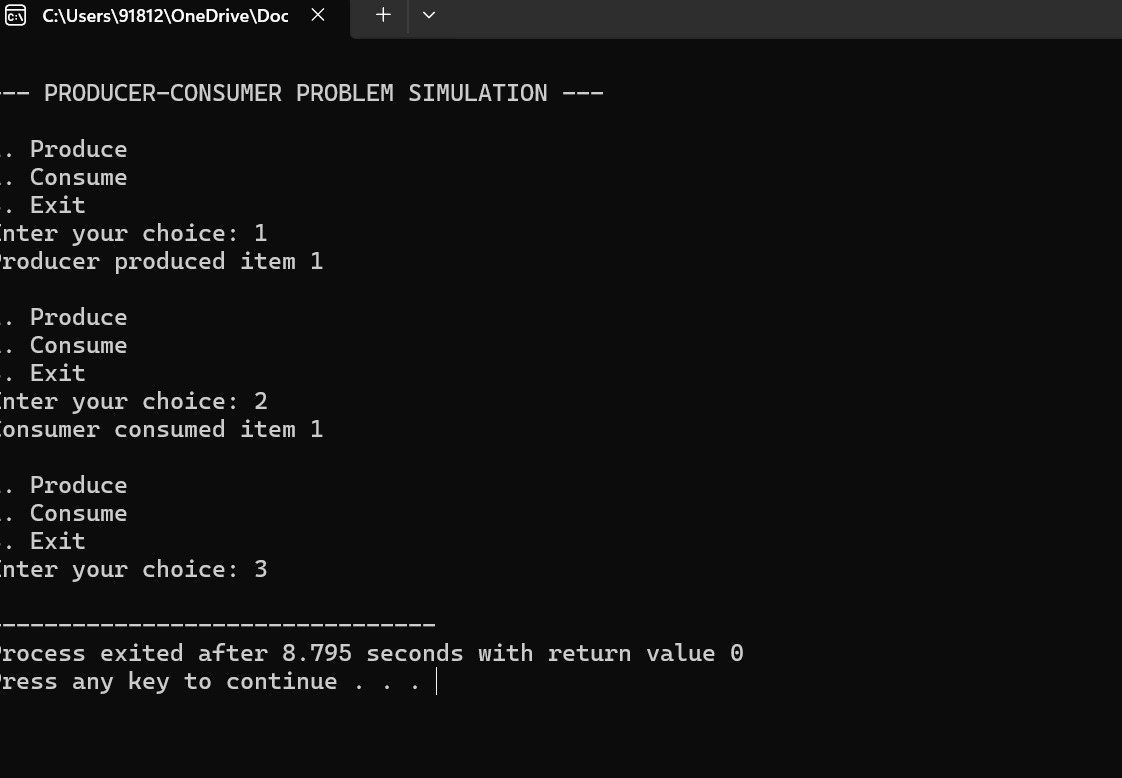 C:\Users\91812\OneDrive\Doc
--- PRODUCER-CONSUMER PROBLEM SIMULATION ---
. Produce
. Consume
. Exit
nter your choice: 1
roducer produced item 1
. Produce
. Consume
. Exit
nter your choice: 2
onsumer consumed item 1
. Produce
. Consume
. Exit
nter your choice: 3
--------------------------------
rocess exited after 8.795 seconds with return value 0
ress any key to continue . . .